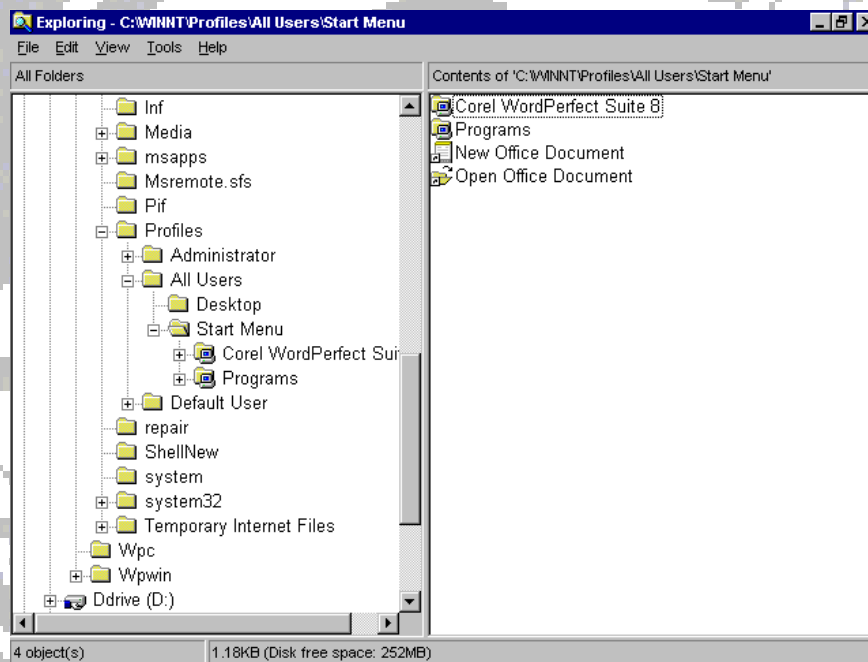 Exploring - C:\WINNT\Profiles\All Users\Start Menu
File Edit View Tools Help
All Folders
Contents of 'C:\WINNT\Profiles\All Users\Start Menu'
Inf
Media
msapps
Msremote.sfs
Pif
Profiles
Administrator
All Users
Desktop
Start Menu
Corel WordPerfect Sui
Programs
Default User
repair
ShellNew
system
system32
Temporary Internet Files
Wpc
Wpwin
Ddrive (D:)
Corel WordPerfect Suite 8
Programs
New Office Document
Open Office Document
4 object(s)
1.18KB (Disk free space: 252MB)